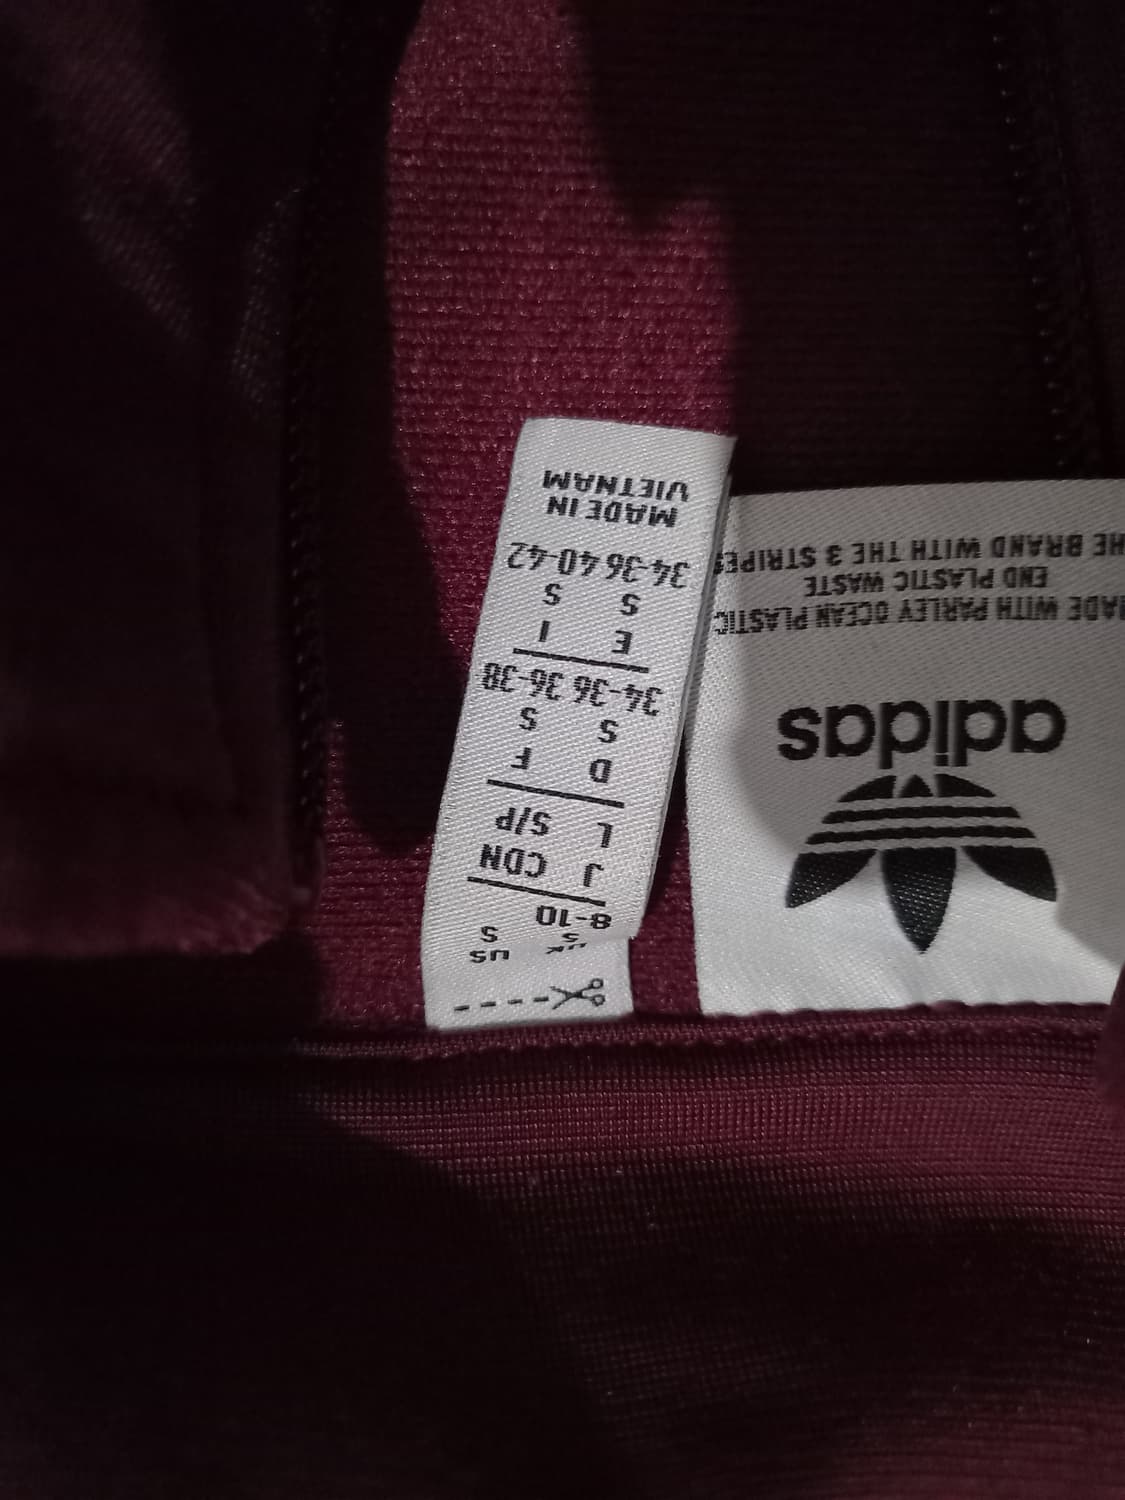 adidas
ADE WITH PARLEY OCEAN PLASTIC
END PLASTIC WASTE
HE BRAND WITH THE 3 STRIPES
UK US
S S
8-10
J CDN
L S/P
D F
S S
34-36 36-38
E I
S S
34-36 40-42
MADE IN
VIETNAM